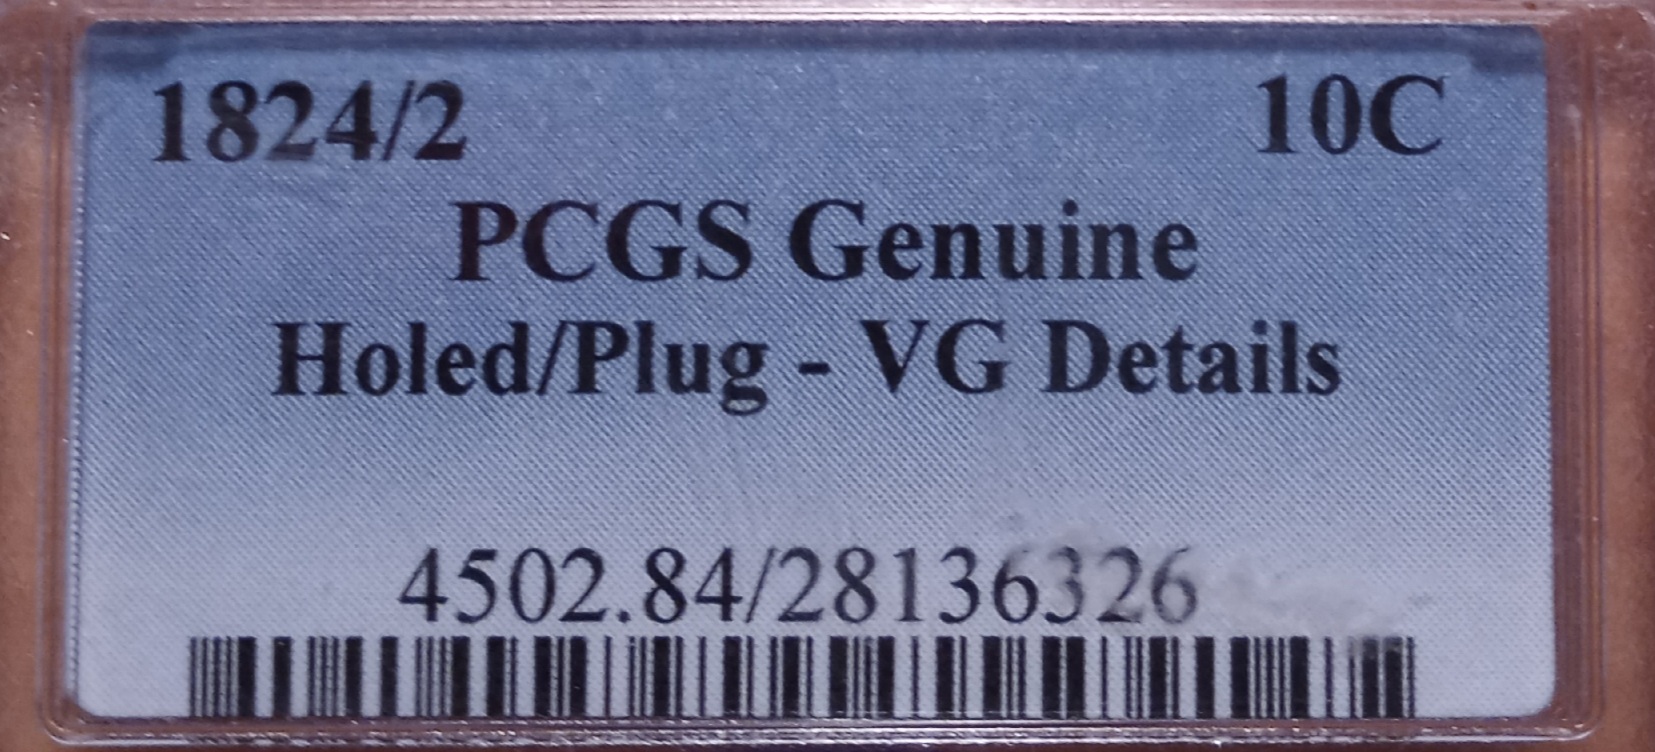 1824/2 10C
PCGS Genuine
Holed/Plug - VG Details
4502.84/28136326